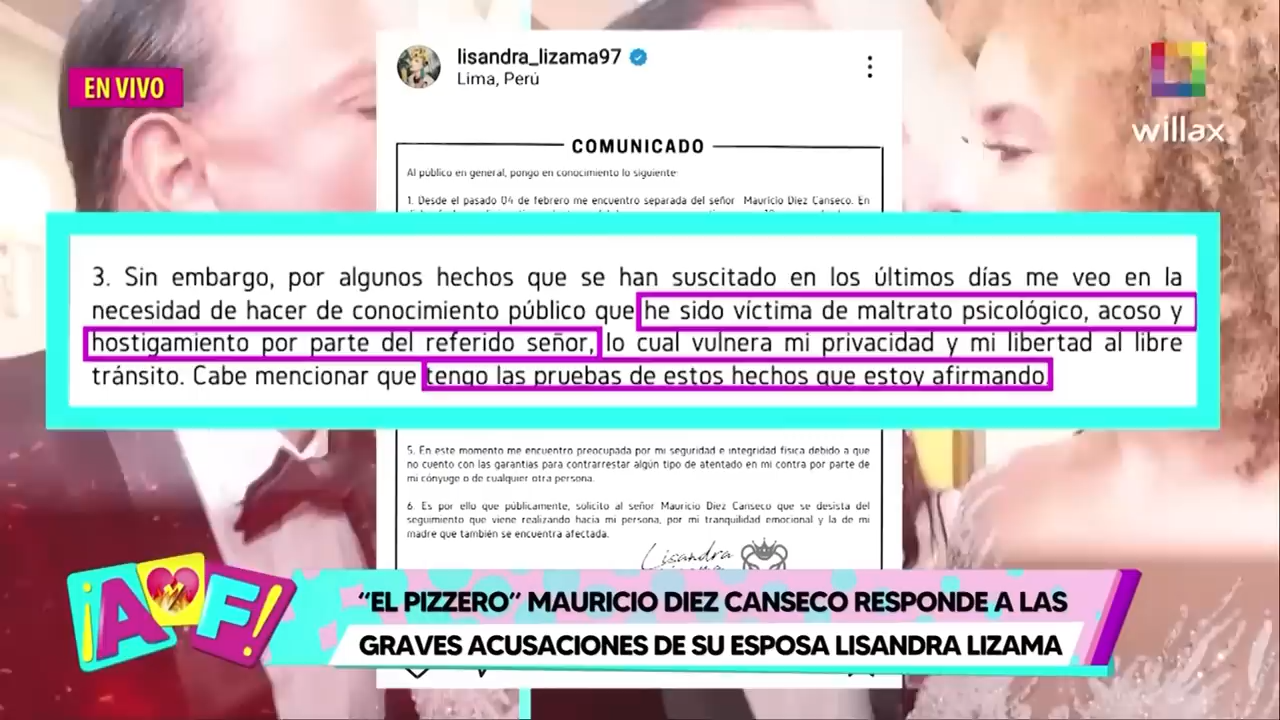 EN VIVO
lisandra_lizama97
Lima, Perú
willax
COMUNICADO
Al público en general, pongo en conocimiento lo siguiente:
1. Desde el pasado 04 de febrero me encuentro separada del señor Mauricio Diez Canseco. En
3. Sin embargo, por algunos hechos que se han suscitado en los últimos días me veo en la
necesidad de hacer de conocimiento público que he sido víctima de maltrato psicológico, acoso y
hostigamiento por parte del referido señor, lo cual vulnera mi privacidad y mi libertad al libre
tránsito. Cabe mencionar que tengo las pruebas de estos hechos que estoy afirmando.
5. En este momento me encuentro preocupada por mi seguridad e integridad física debido a que
no cuento con las garantías para contrarrestar algún tipo de atentado en mi contra por parte de
mi cónyuge o de cualquier otra persona.
6. Es por ello que públicamente, solicito al señor Mauricio Diez Canseco que se desista del
seguimiento que viene realizando hacia mi persona, por mi tranquilidad emocional y la de mi
madre que también se encuentra afectada.
Lisandra
¡A F!
“EL PIZZERO” MAURICIO DIEZ CANSECO RESPONDE A LAS
GRAVES ACUSACIONES DE SU ESPOSA LISANDRA LIZAMA